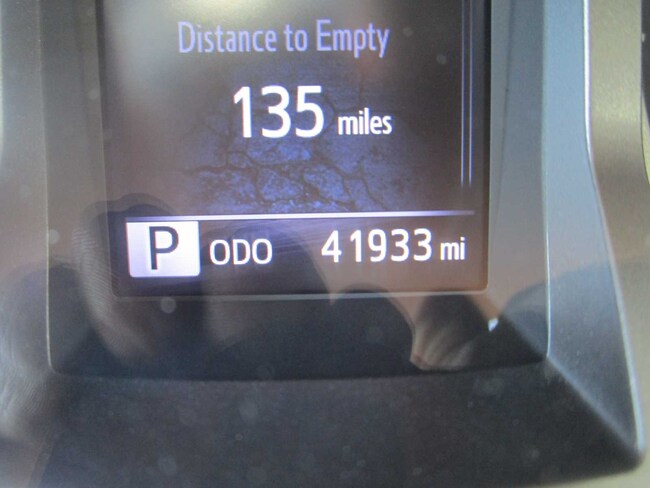 Distance to Empty
135 miles
P ODO 41933 mi